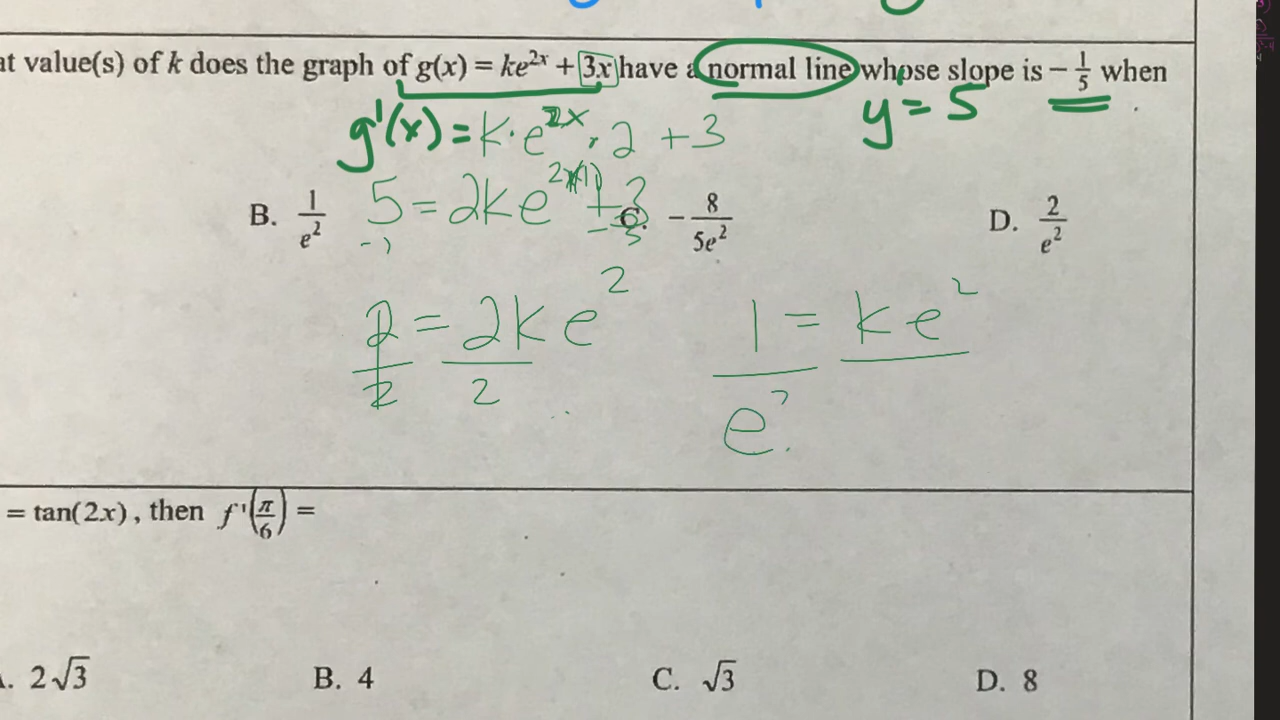 at value(s) of k does the graph of g(x) = ke^{2x} + 3x have a normal line whose slope is - 1/5 when
y = 5
g'(x) = k · e^{2x} · 2 + 3
B. 1/e^2
5 = 2ke^{2(1)} + 3
-3
C. - 8/5e^2
D. 2/e^2
2 = 2ke^2
2 2
1 = ke^2
e^2
= tan(2x), then f'(π/6) =
A. 2√3
B. 4
C. √3
D. 8